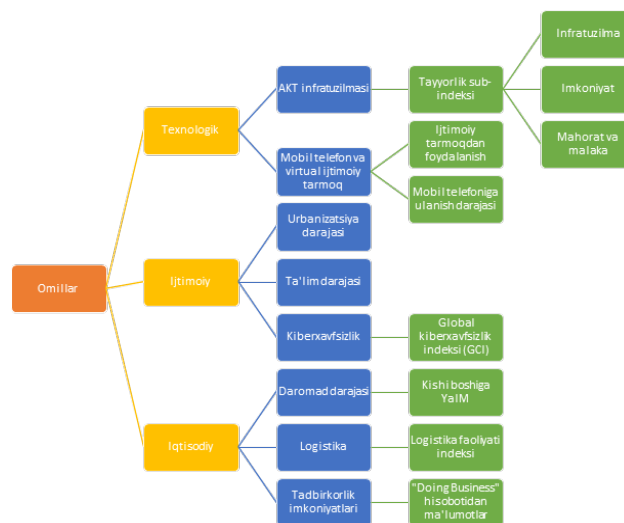 Omillar
Texnologik
AKT infratuzilmasi
Tayyorlik sub-
indeksi
Infratuzilma
Imkoniyat
Mahorat va
malaka
Mobil telefon va
virtual ijtimoiy
tarmoq
Ijtimoiy
tarmoqdan
foydalanish
Mobil telefoniga
ulanish darajasi
Ijtimoiy
Urbanizatsiya
darajasi
Ta'lim darajasi
Kiberxavfsizlik
Global
kiberxavfsizlik
indeksi (GCI)
Iqtisodiy
Daromad darajasi
Kishi boshiga
YaIM
Logistika
Logistika faoliyati
indeksi
Tadbirkorlik
imkoniyatlari
"Doing Business"
hisobotidan
ma'lumotlar